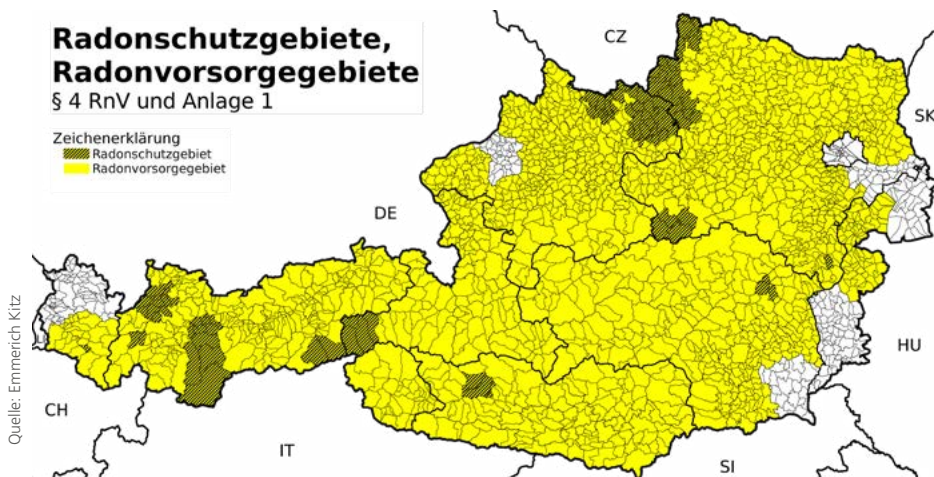 Radonschutzgebiete,
Radonvorsorgegebiete
§ 4 RnV und Anlage 1
Zeichenerklärung
Radonschutzgebiet
Radonvorsorgegebiet
CZ
SK
DE
HU
CH
IT
SI
Quelle: Emmerich Kitz